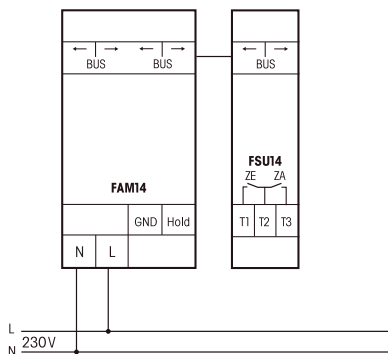 BUS BUS BUS
FSU14
ZE ZA
FAM14
GND Hold T1 T2 T3
N L
L
230V
N